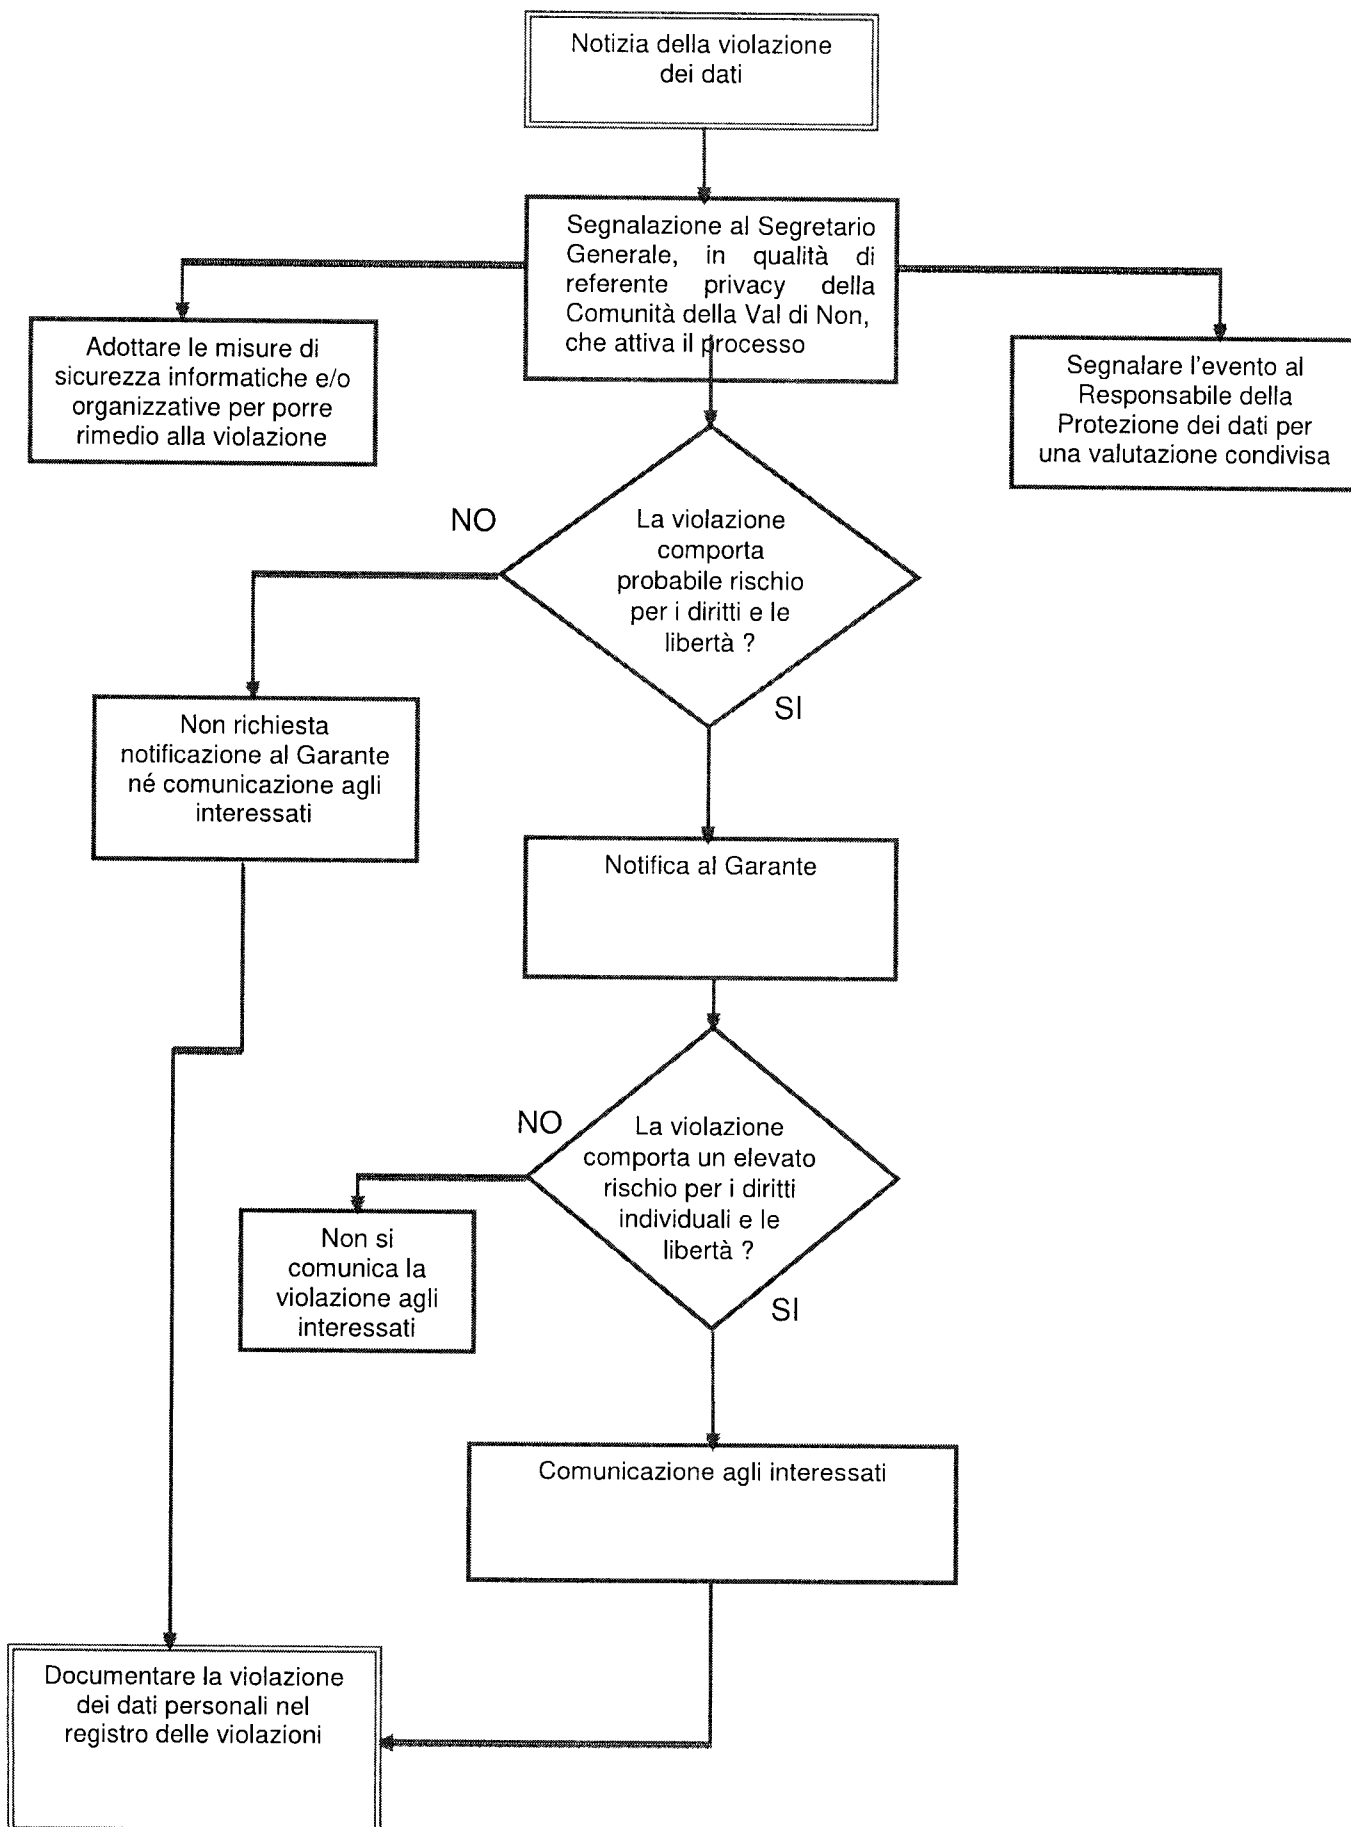 Notizia della violazione
dei dati
Segnalazione al Segretario
Generale, in qualità di
referente privacy della
Comunità della Val di Non,
che attiva il processo
Adottare le misure di
sicurezza informatiche e/o
organizzative per porre
rimedio alla violazione
Segnalare l'evento al
Responsabile della
Protezione dei dati per
una valutazione condivisa
NO
La violazione
comporta
probabile rischio
per i diritti e le
libertà ?
SI
Non richiesta
notificazione al Garante
né comunicazione agli
interessati
Notifica al Garante
NO
La violazione
comporta un elevato
rischio per i diritti
individuali e le
libertà ?
SI
Non si
comunica la
violazione agli
interessati
Comunicazione agli interessati
Documentare la violazione
dei dati personali nel
registro delle violazioni